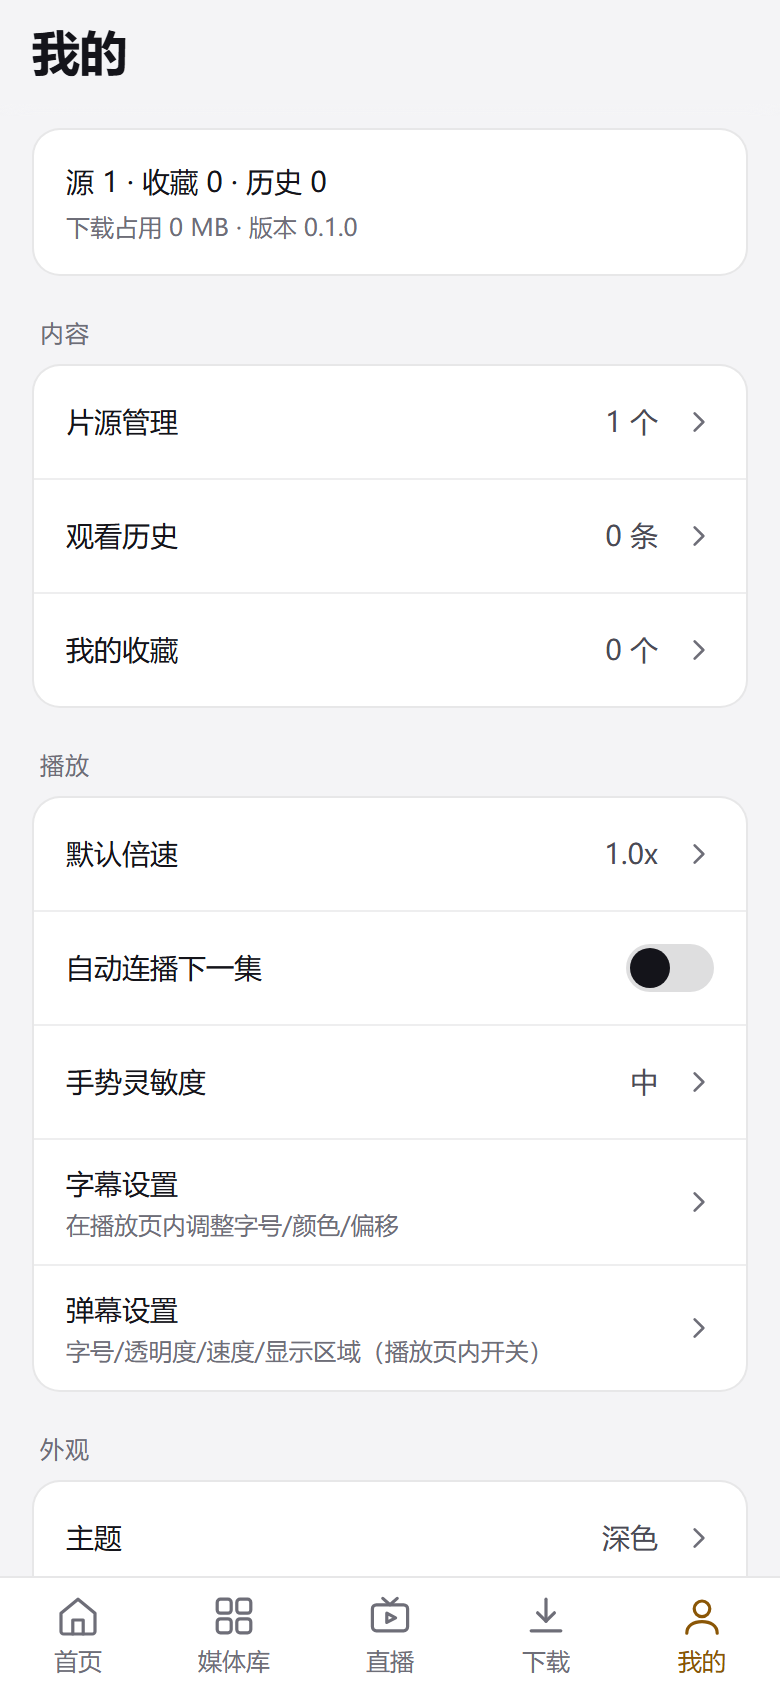 我的
源 1 · 收藏 0 · 历史 0
下载占用 0 MB · 版本 0.1.0
内容
片源管理 1 个
观看历史 0 条
我的收藏 0 个
播放
默认倍速 1.0x
自动连播下一集
手势灵敏度 中
字幕设置
在播放页内调整字号/颜色/偏移
弹幕设置
字号/透明度/速度/显示区域（播放页内开关）
外观
主题 深色
首页 媒体库 直播 下载 我的